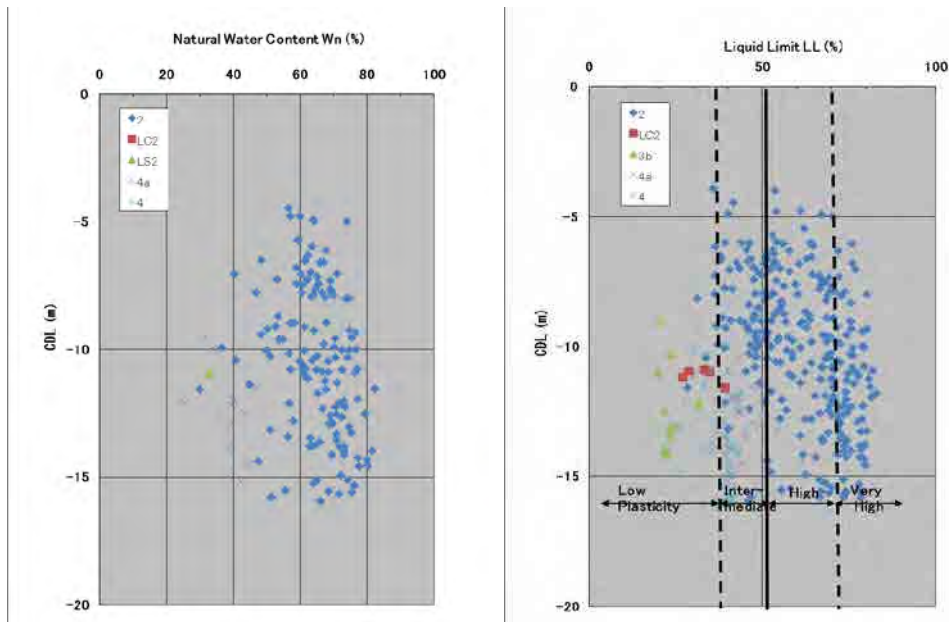 Natural Water Content Wn (%)
0 20 40 60 80 100
0
-5
-10
-15
-20
CDL (m)
2
LC2
LS2
4a
4
Liquid Limit LL (%)
0 50 100
0
-5
-10
-15
-20
CDL (m)
2
LC2
3b
4a
4
Low Inter- High Very
Plasticity mediate High